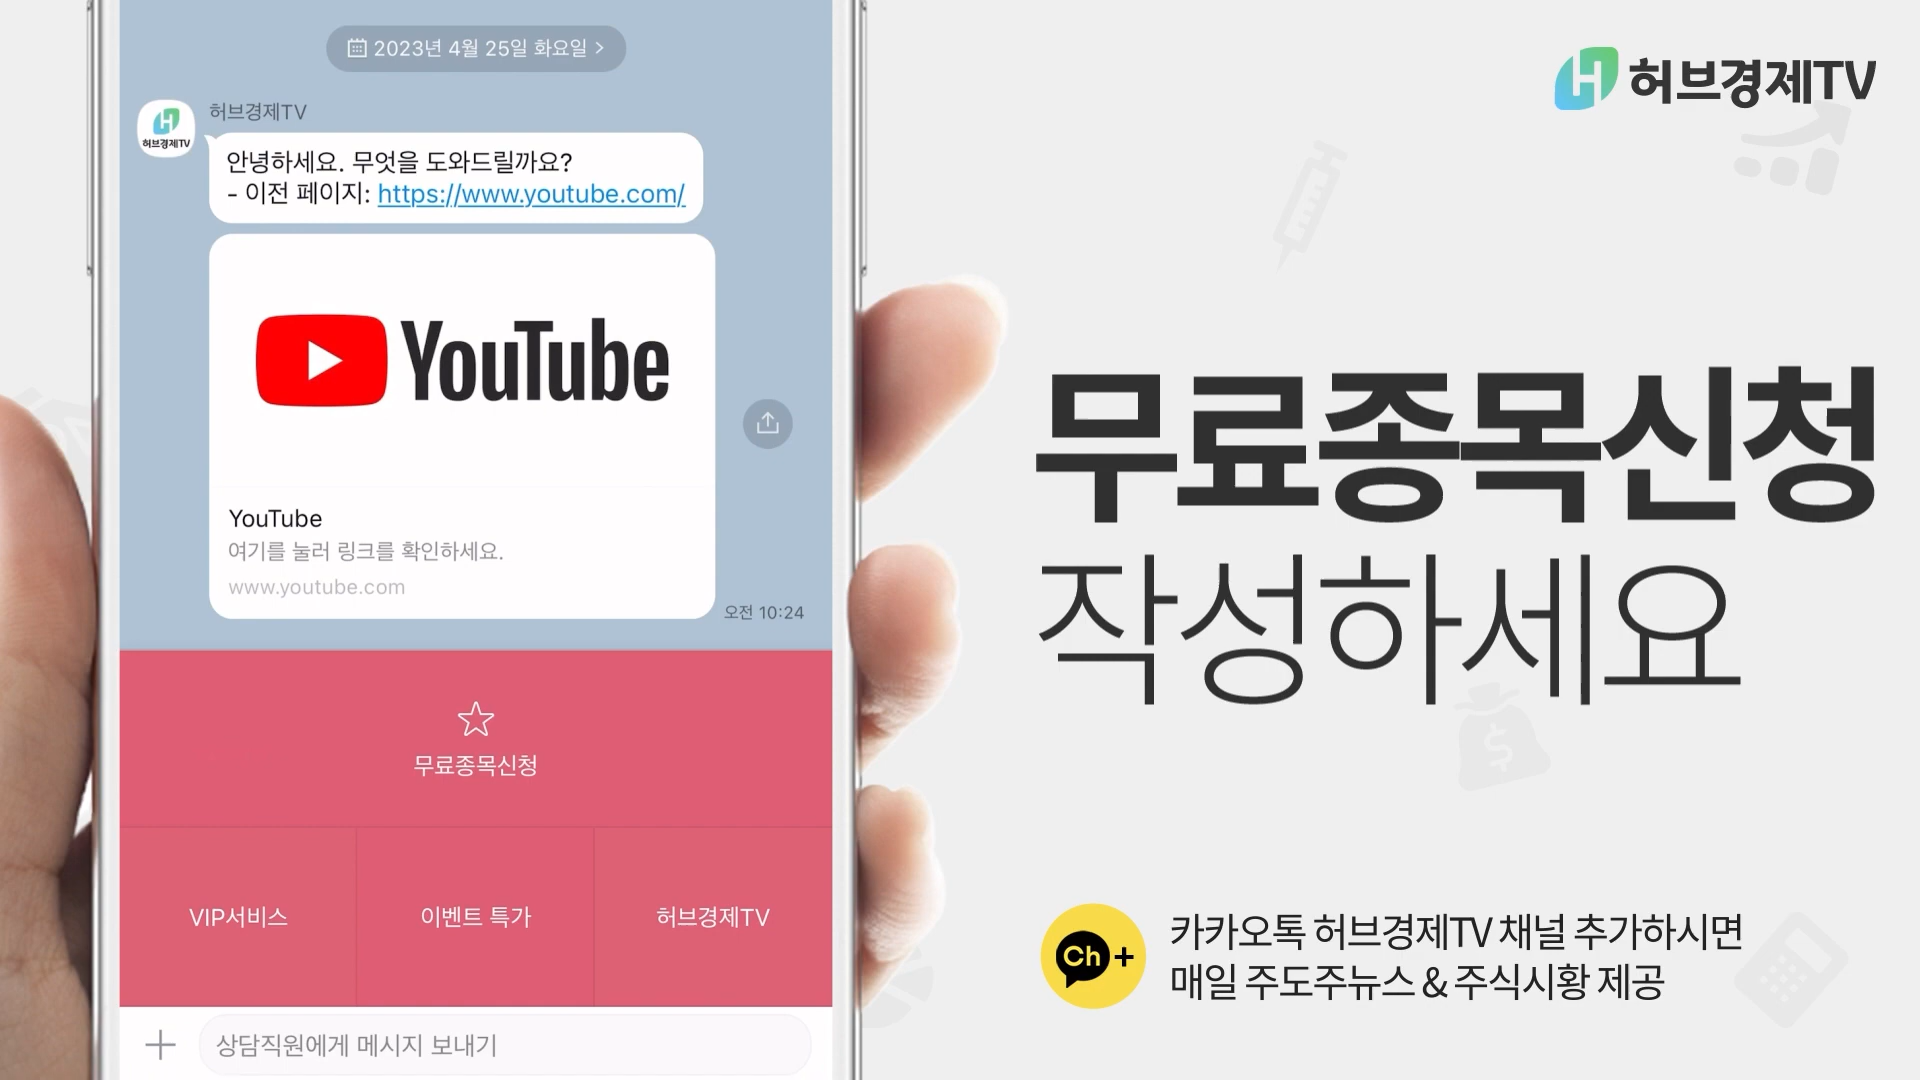 2023년 4월 25일 화요일 >
허브경제TV
허브경제TV
안녕하세요. 무엇을 도와드릴까요?
- 이전 페이지: https://www.youtube.com/
YouTube
YouTube
여기를 눌러 링크를 확인하세요.
www.youtube.com
오전 10:24
무료종목신청
VIP서비스
이벤트 특가
허브경제TV
상담직원에게 메시지 보내기
허브경제TV
무료종목신청
작성하세요
Ch+
카카오톡 허브경제TV 채널 추가하시면
매일 주도주뉴스 & 주식시황 제공